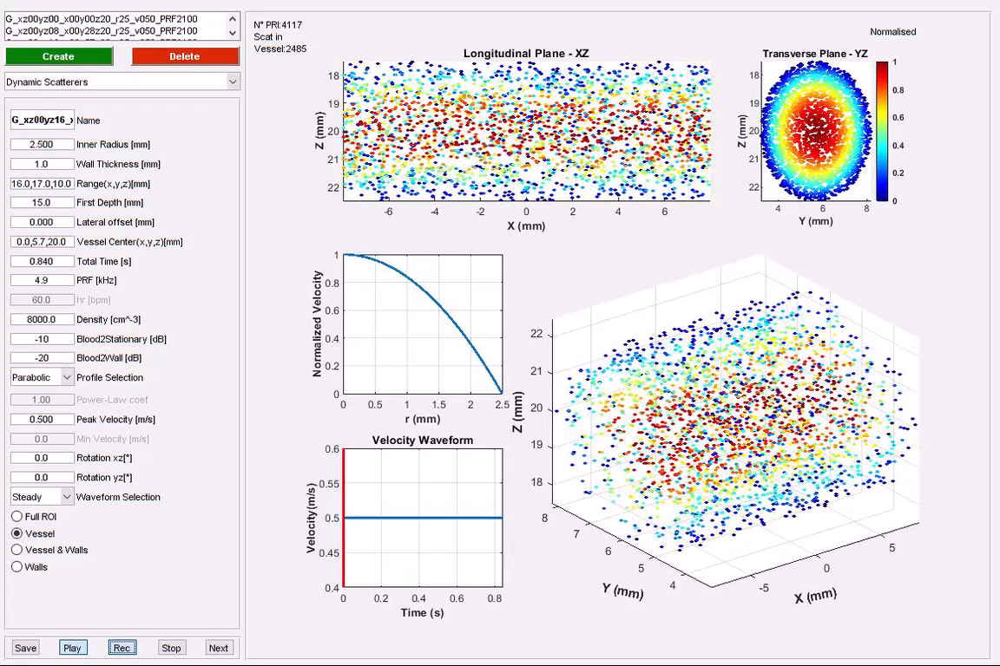 G_xz00yz00_x00y00z20_r25_v050_PRF2100
G_xz00yz08_x00y28z20_r25_v050_PRF2100
Create Delete
Dynamic Scatterers
G_xz00yz16_x Name
2.500 Inner Radius [mm]
1.0 Wall Thickness [mm]
16.0,17.0,10.0 Range(x,y,z)[mm]
15.0 First Depth [mm]
0.000 Lateral offset [mm]
0.0,5.7,20.0 Vessel Center(x,y,z)[mm]
0.840 Total Time [s]
4.9 PRF [kHz]
60.0 hr [bpm]
8000.0 Density [cm^-3]
-10 Blood2Stationary [dB]
-20 Blood2Wall [dB]
Parabolic Profile Selection
1.00 Power-Law coef
0.500 Peak Velocity [m/s]
0.0 Min Velocity [m/s]
0.0 Rotation xz[°]
0.0 Rotation yz[°]
Steady Waveform Selection
Full ROI
Vessel
Vessel & Walls
Walls
Save Play Rec Stop Next
N° PRI:4117
Scat in
Vessel:2485
Normalised
Longitudinal Plane - XZ
Z (mm)
18
19
20
21
22
-6 -4 -2 0 2 4 6
X (mm)
Transverse Plane - YZ
Z (mm)
18
19
20
21
22
4 6 8
Y (mm)
1
0.8
0.6
0.4
0.2
0
Normalized Velocity
1
0.8
0.6
0.4
0.2
0
0 0.5 1 1.5 2 2.5
r (mm)
Velocity Waveform
Velocity(m/s)
0.6
0.55
0.5
0.45
0.4
0 0.2 0.4 0.6 0.8
Time (s)
Z (mm)
22
21
20
19
18
8
7
6
5
4
Y (mm)
-5
0
5
X (mm)